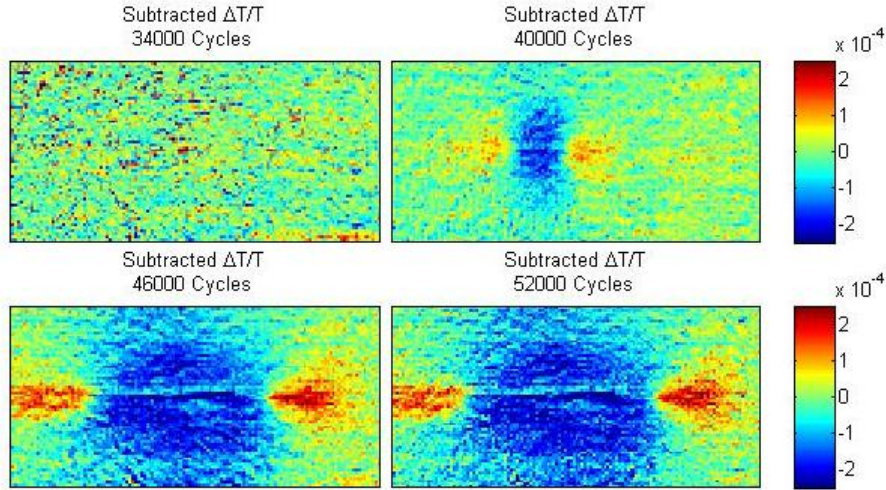 Subtracted ΔT/T
34000 Cycles
Subtracted ΔT/T
40000 Cycles
x 10⁻⁴
2
1
0
-1
-2
Subtracted ΔT/T
46000 Cycles
Subtracted ΔT/T
52000 Cycles
x 10⁻⁴
2
1
0
-1
-2